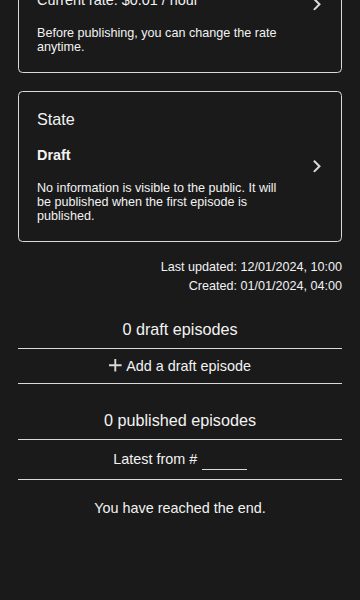 Current rate: $0.01 / hour
Before publishing, you can change the rate
anytime.
State
Draft
No information is visible to the public. It will
be published when the first episode is
published.
Last updated: 12/01/2024, 10:00
Created: 01/01/2024, 04:00
0 draft episodes
Add a draft episode
0 published episodes
Latest from #
You have reached the end.